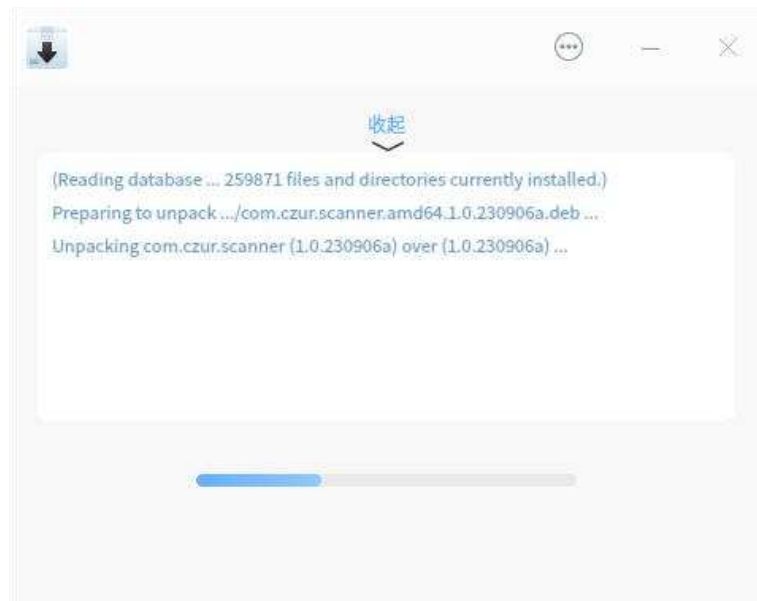 收起
(Reading database ... 259871 files and directories currently installed.)
Preparing to unpack .../com.czur.scanner.amd64.1.0.230906a.deb ...
Unpacking com.czur.scanner (1.0.230906a) over (1.0.230906a) ...